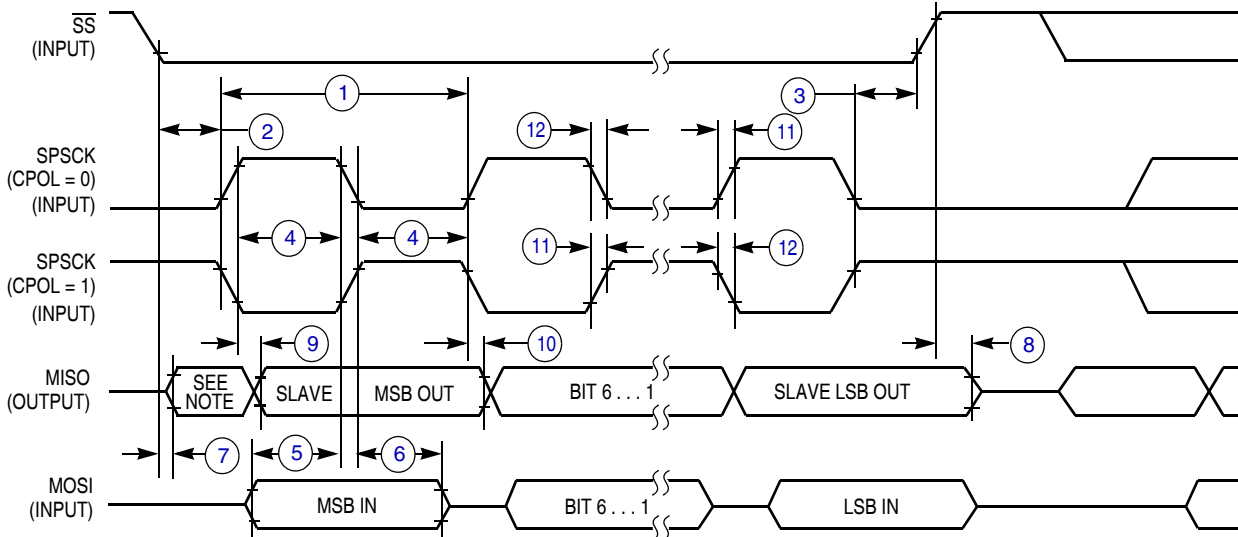 SS
(INPUT)
1
3
2
12
11
SPSCK
(CPOL = 0)
(INPUT)
4
4
11
12
SPSCK
(CPOL = 1)
(INPUT)
9
10
8
MISO
(OUTPUT)
SEE
NOTE
SLAVE
MSB OUT
BIT 6 . . . 1
SLAVE LSB OUT
7
5
6
MOSI
(INPUT)
MSB IN
BIT 6 . . . 1
LSB IN